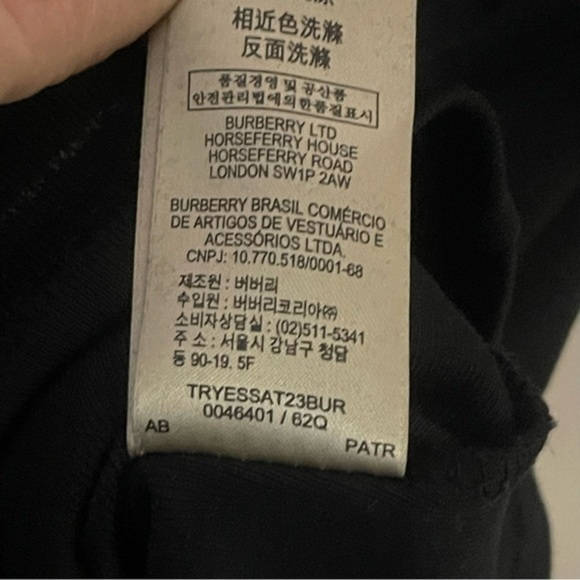 相近色洗滌
反面洗滌
품질경영 및 공산품
안전관리법에의한품질표시
BURBERRY LTD
HORSEFERRY HOUSE
HORSEFERRY ROAD
LONDON SW1P 2AW
BURBERRY BRASIL COMÉRCIO
DE ARTIGOS DE VESTUÁRIO E
ACESSÓRIOS LTDA.
CNPJ: 10.770.518/0001-68
제조원 : 버버리
수입원 : 버버리코리아㈜
소비자상담실 : (02)511-5341
주 소 : 서울시 강남구 청담
동 90-19. 5F
TRYESSAT23BUR
0046401 / 62Q
AB
PATR